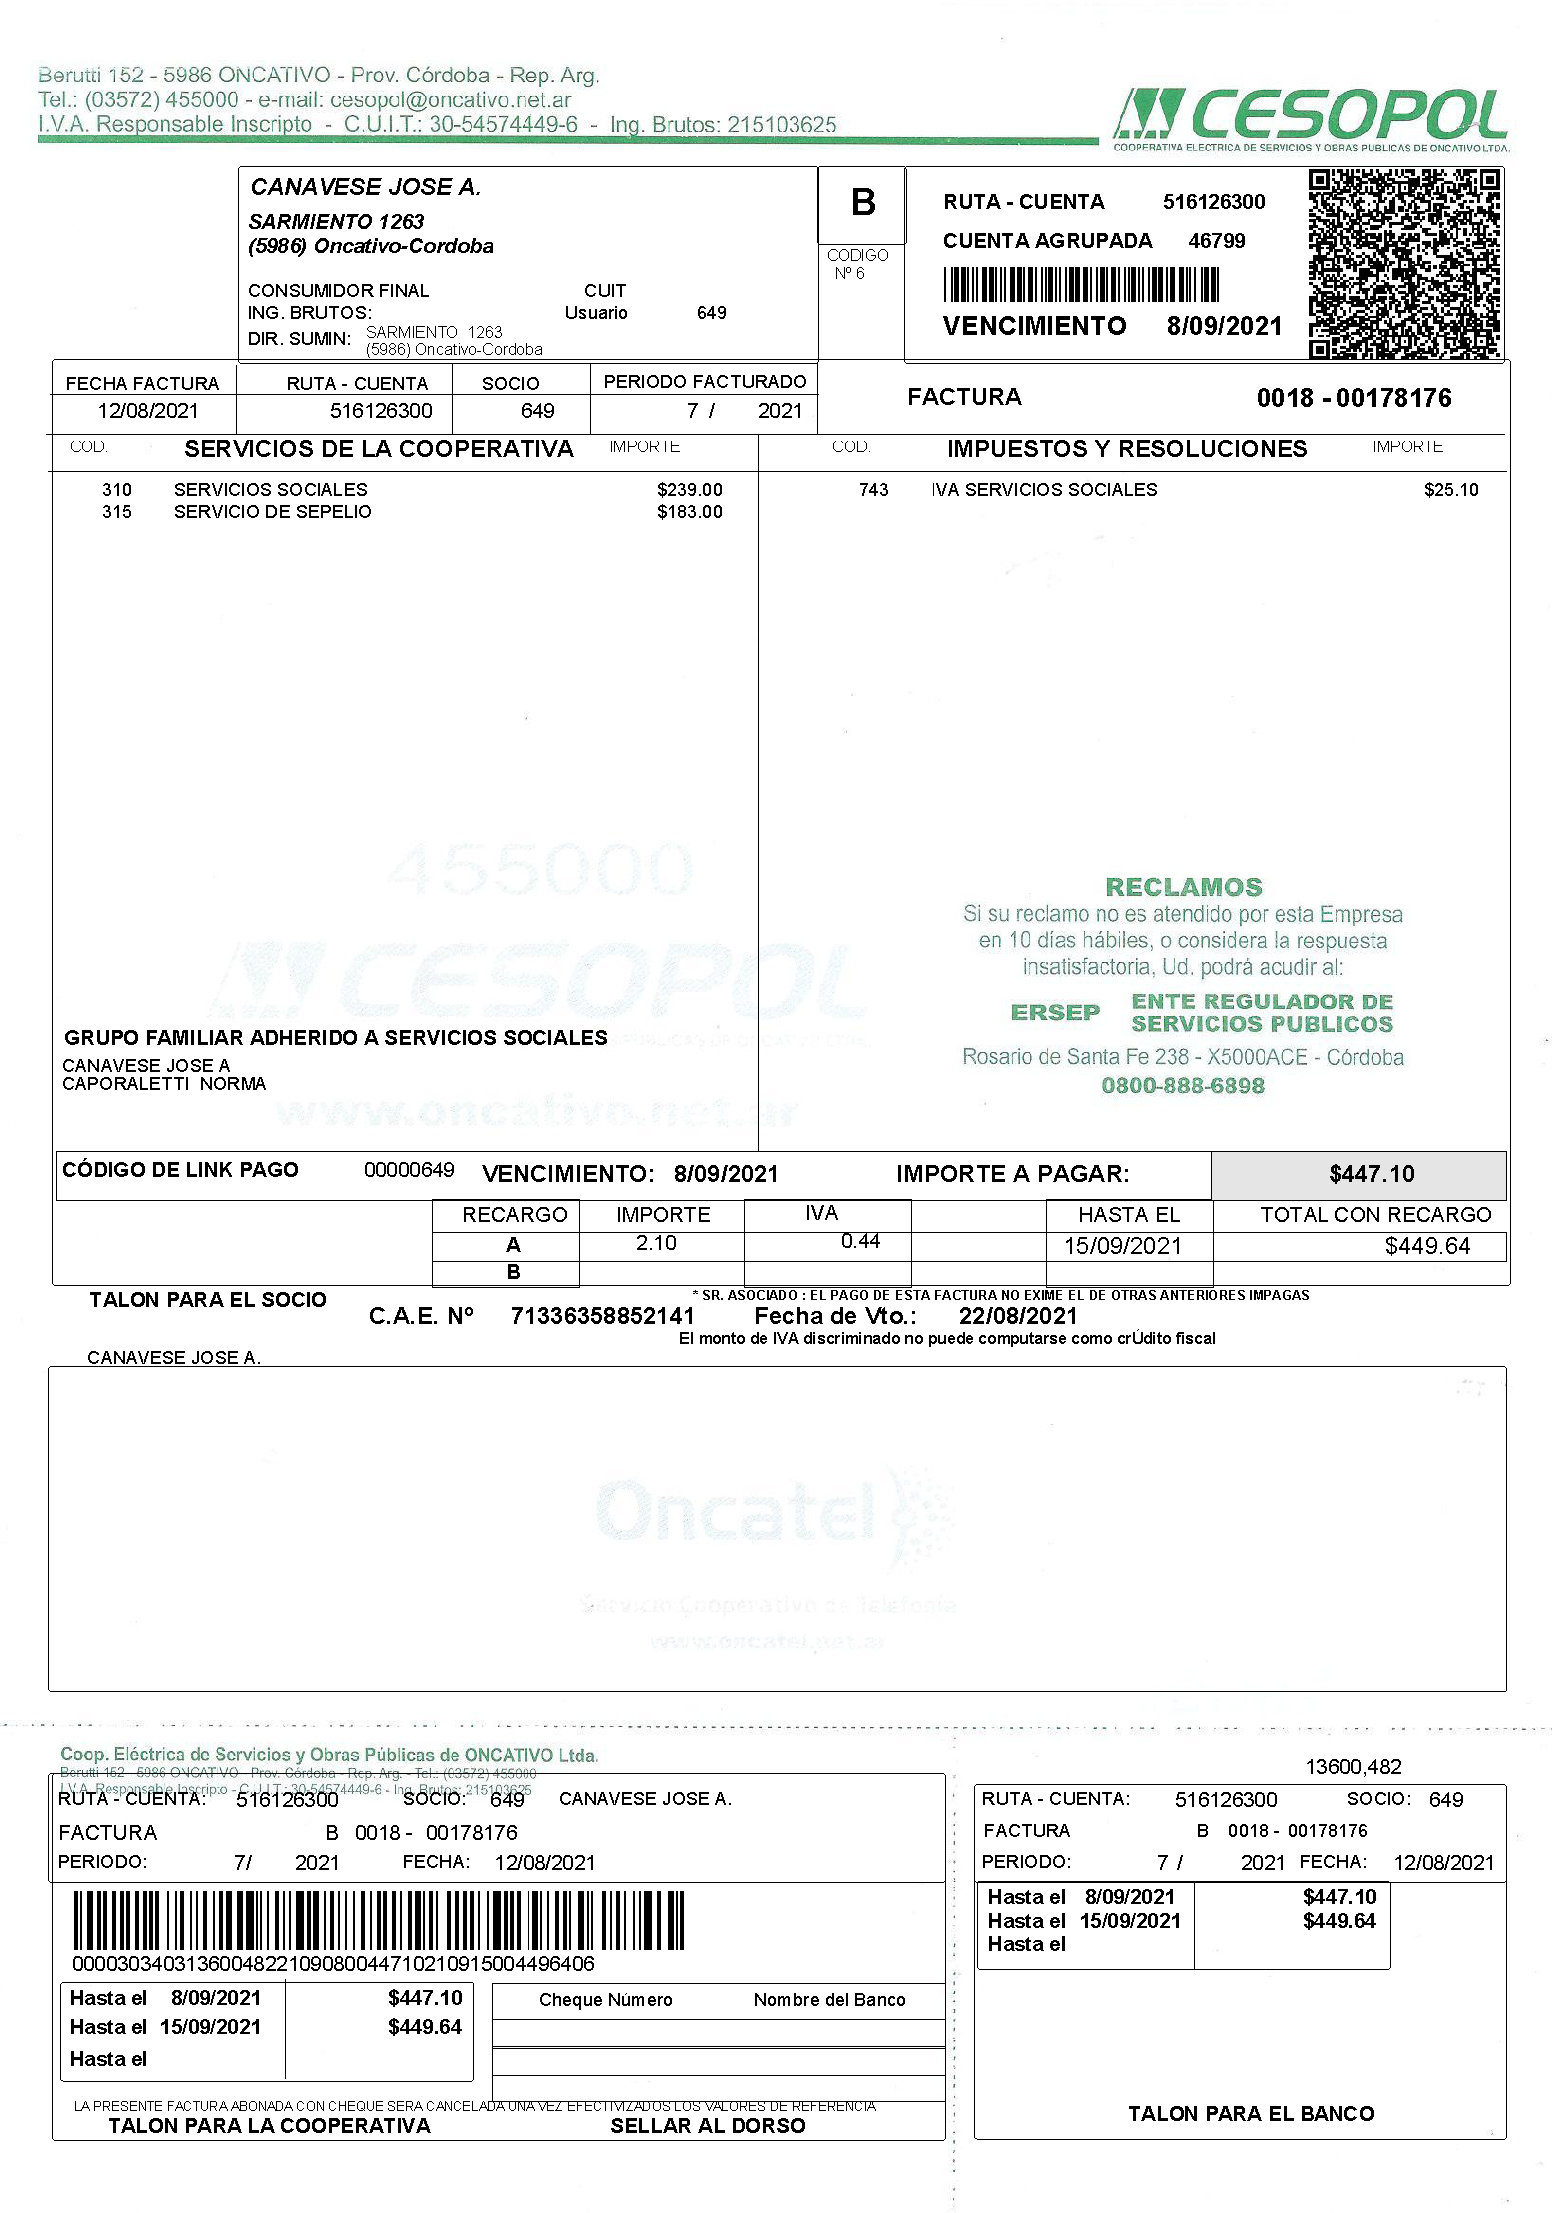 Berutti 152 - 5986 ONCATIVO - Prov. Córdoba - Rep. Arg.
Tel.: (03572) 455000 - e-mail: cesopol@oncativo.net.ar
I.V.A. Responsable Inscripto - C.U.I.T.: 30-54574449-6 - Ing. Brutos: 215103625
CESOPOL
COOPERATIVA ELECTRICA DE SERVICIOS Y OBRAS PUBLICAS DE ONCATIVO LTDA.
CANAVESE JOSE A.
SARMIENTO 1263
(5986) Oncativo-Cordoba
CONSUMIDOR FINAL CUIT
ING. BRUTOS: Usuario 649
DIR. SUMIN: SARMIENTO 1263
(5986) Oncativo-Cordoba
B
CODIGO
Nº 6
RUTA - CUENTA 516126300
CUENTA AGRUPADA 46799
VENCIMIENTO 8/09/2021
FECHA FACTURA RUTA - CUENTA SOCIO PERIODO FACTURADO
12/08/2021 516126300 649 7 / 2021
FACTURA 0018 - 00178176
COD. SERVICIOS DE LA COOPERATIVA IMPORTE COD. IMPUESTOS Y RESOLUCIONES IMPORTE
310 SERVICIOS SOCIALES $239.00 743 IVA SERVICIOS SOCIALES $25.10
315 SERVICIO DE SEPELIO $183.00
455000
CESOPOL
RECLAMOS
Si su reclamo no es atendido por esta Empresa
en 10 días hábiles, o considera la respuesta
insatisfactoria, Ud. podrá acudir al:
ERSEP ENTE REGULADOR DE
SERVICIOS PUBLICOS
Rosario de Santa Fe 238 - X5000ACE - Córdoba
0800-888-6898
GRUPO FAMILIAR ADHERIDO A SERVICIOS SOCIALES
CANAVESE JOSE A
CAPORALETTI NORMA
www.oncativo.net.ar
CÓDIGO DE LINK PAGO 00000649 VENCIMIENTO: 8/09/2021 IMPORTE A PAGAR: $447.10
RECARGO IMPORTE IVA HASTA EL TOTAL CON RECARGO
A 2.10 0.44 15/09/2021 $449.64
B
TALON PARA EL SOCIO * SR. ASOCIADO : EL PAGO DE ESTA FACTURA NO EXIME EL DE OTRAS ANTERIORES IMPAGAS
C.A.E. Nº 71336358852141 Fecha de Vto.: 22/08/2021
El monto de IVA discriminado no puede computarse como crÚdito fiscal
CANAVESE JOSE A.
Oncatel
Servicio Cooperativo de Telefonía
www.oncatel.net.ar
Coop. Eléctrica de Servicios y Obras Públicas de ONCATIVO Ltda.
Berutti 152 - 5986 ONCATIVO - Prov. Córdoba - Rep. Arg. - Tel.: (03572) 455000
I.V.A. Responsable Inscripto - C.U.I.T.: 30-54574449-6 - Ing. Brutos: 215103625
RUTA - CUENTA: 516126300 SOCIO: 649 CANAVESE JOSE A.
FACTURA B 0018 - 00178176
PERIODO: 7/ 2021 FECHA: 12/08/2021
0000303403136004822109080044710210915004496406
Hasta el 8/09/2021 $447.10
Hasta el 15/09/2021 $449.64
Hasta el
Cheque Número Nombre del Banco
LA PRESENTE FACTURA ABONADA CON CHEQUE SERA CANCELADA UNA VEZ EFECTIVIZADOS LOS VALORES DE REFERENCIA
TALON PARA LA COOPERATIVA SELLAR AL DORSO
13600,482
RUTA - CUENTA: 516126300 SOCIO: 649
FACTURA B 0018 - 00178176
PERIODO: 7 / 2021 FECHA: 12/08/2021
Hasta el 8/09/2021 $447.10
Hasta el 15/09/2021 $449.64
Hasta el
TALON PARA EL BANCO